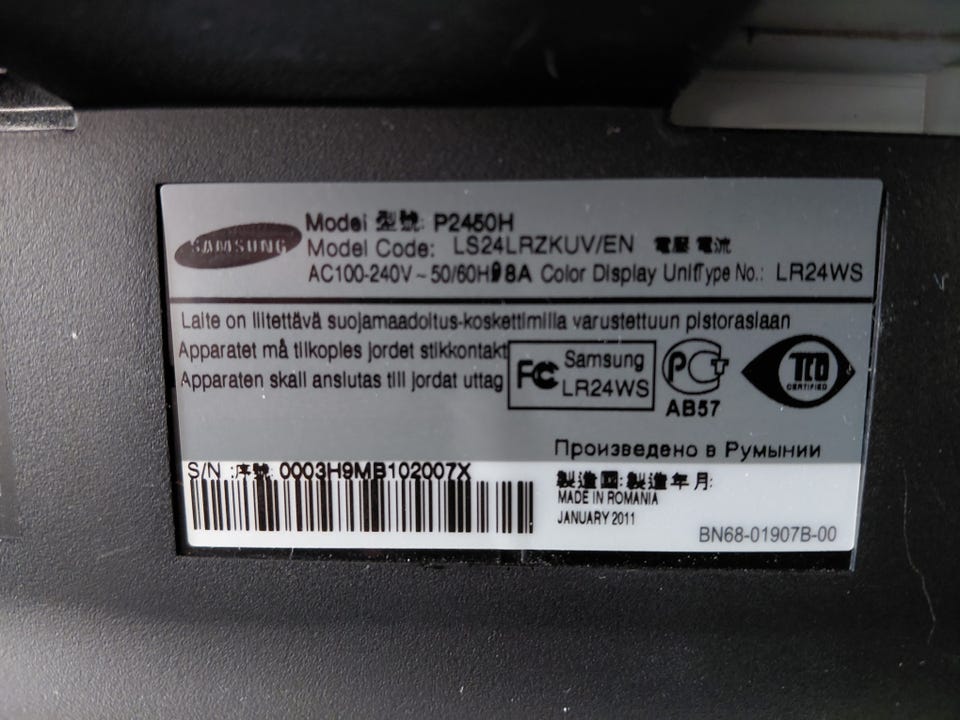 SAMSUNG
Model 型號: P2450H
Model Code: LS24LRZKUV/EN 電壓 電流
AC100-240V ~ 50/60H 8A Color Display Unit Type No.: LR24WS
Laite on liitettävä suojamaadoitus-koskettimilla varustettuun pistorasiaan
Apparatet må tilkoples jordet stikkontakt
Apparaten skall anslutas till jordat uttag
FC Samsung
LR24WS
PCT
AB57
TCO
CERTIFIED
Произведено в Румынии
S/N :序號: 0003H9MB102007X
製造國: 製造年月:
MADE IN ROMANIA
JANUARY 2011
BN68-01907B-00